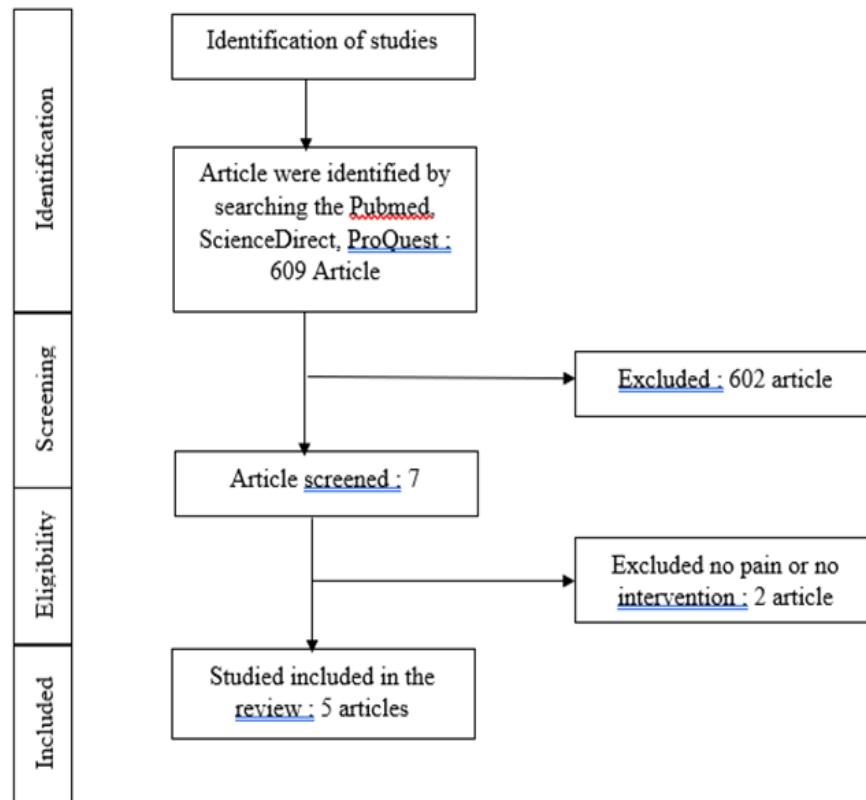 Identification
Identification of studies
Article were identified by
searching the Pubmed,
ScienceDirect, ProQuest :
609 Article
Screening
Excluded : 602 article
Article screened : 7
Eligibility
Excluded no pain or no
intervention : 2 article
Included
Studied included in the
review : 5 articles